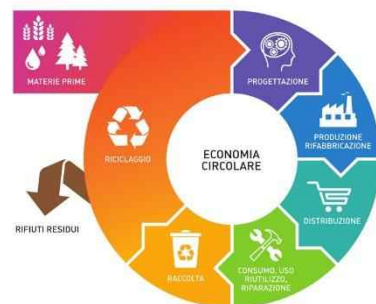 MATERIE PRIME
PROGETTAZIONE
PRODUZIONE
RIFABBRICAZIONE
DISTRIBUZIONE
CONSUMO, USO
RIUTILIZZO,
RIPARAZIONE
RACCOLTA
RICICLAGGIO
ECONOMIA
CIRCOLARE
RIFIUTI RESIDUI